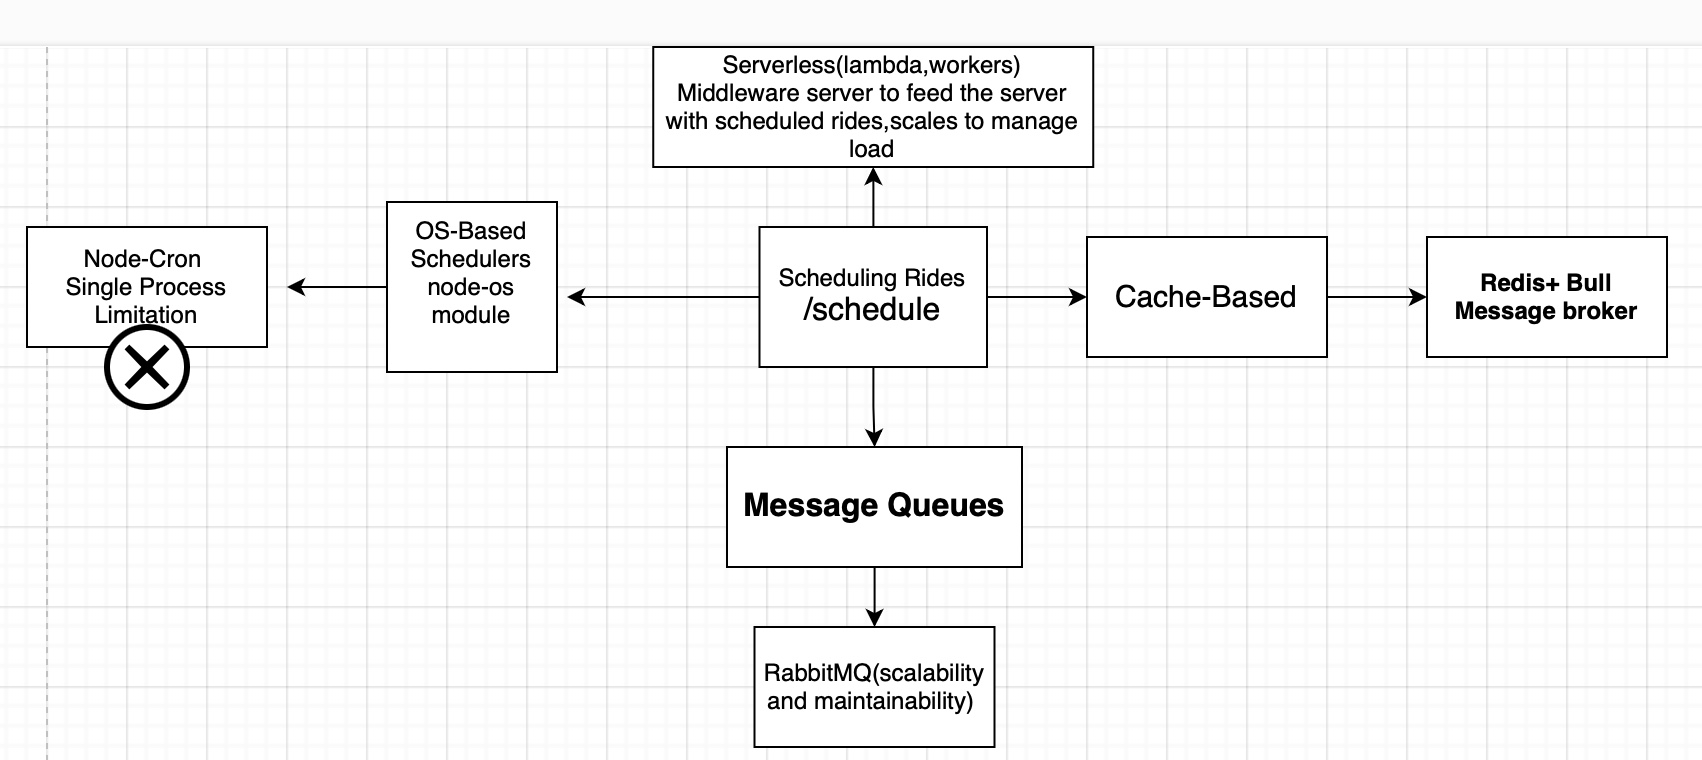 Serverless(lambda,workers)
Middleware server to feed the server
with scheduled rides,scales to manage
load
Node-Cron
Single Process
Limitation
OS-Based
Schedulers
node-os
module
Scheduling Rides
/schedule
Cache-Based
Redis+ Bull
Message broker
Message Queues
RabbitMQ(scalability
and maintainability)